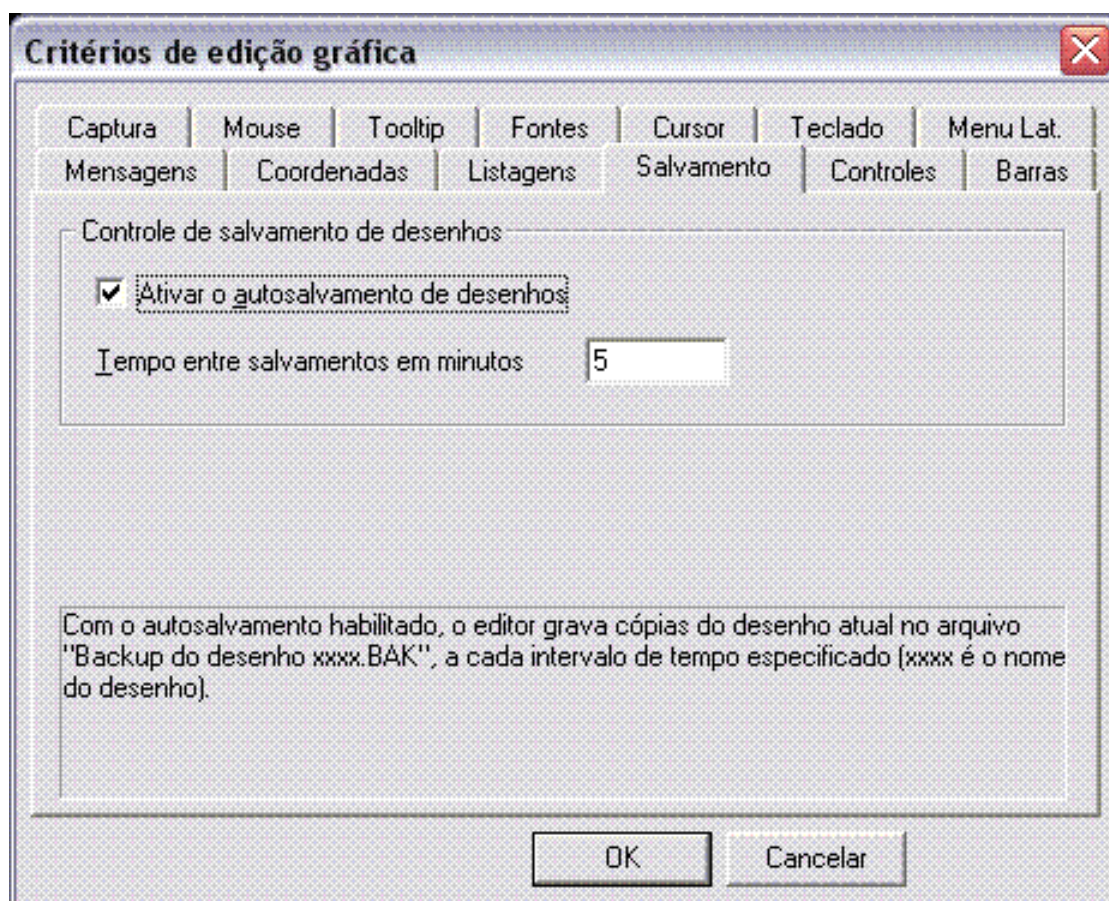 Critérios de edição gráfica
Captura Mouse Tooltip Fontes Cursor Teclado Menu Lat.
Mensagens Coordenadas Listagens Salvamento Controles Barras
Controle de salvamento de desenhos
Ativar o autosalvamento de desenhos
Tempo entre salvamentos em minutos 5
Com o autosalvamento habilitado, o editor grava cópias do desenho atual no arquivo
"Backup do desenho xxxx.BAK", a cada intervalo de tempo especificado (xxxx é o nome
do desenho).
OK Cancelar